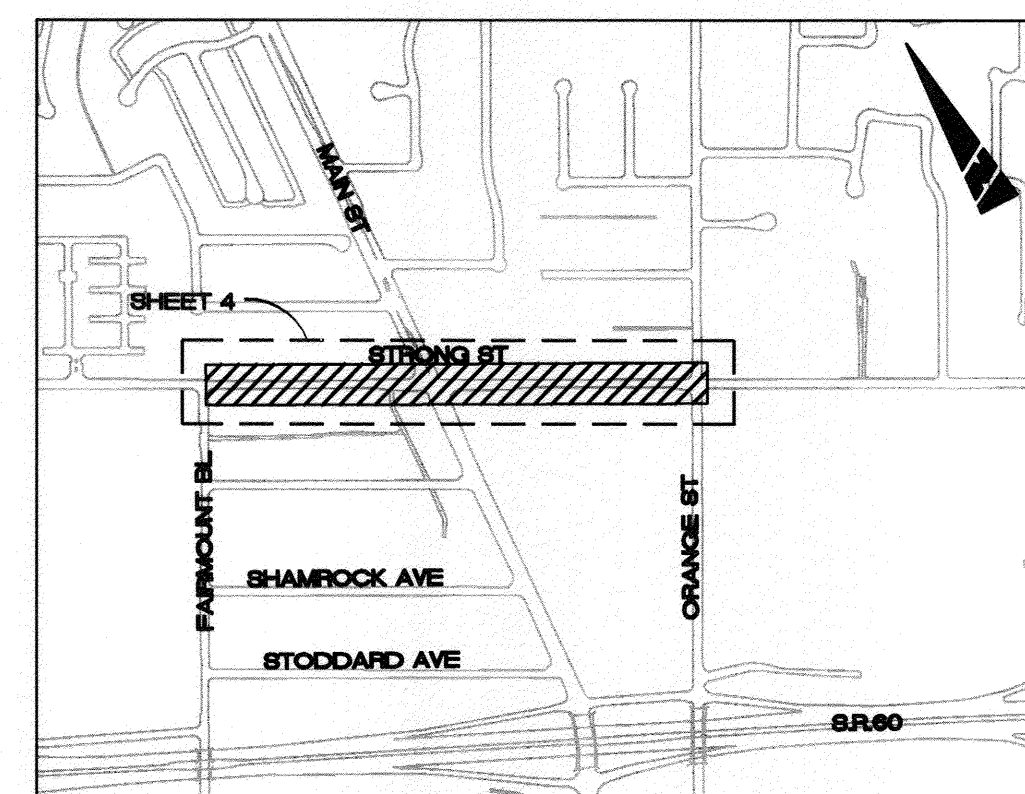 MAIN ST
SHEET 4
STRONG ST
FAIRMOUNT BL
ORANGE ST
SHAMROCK AVE
STODDARD AVE
S.R.60